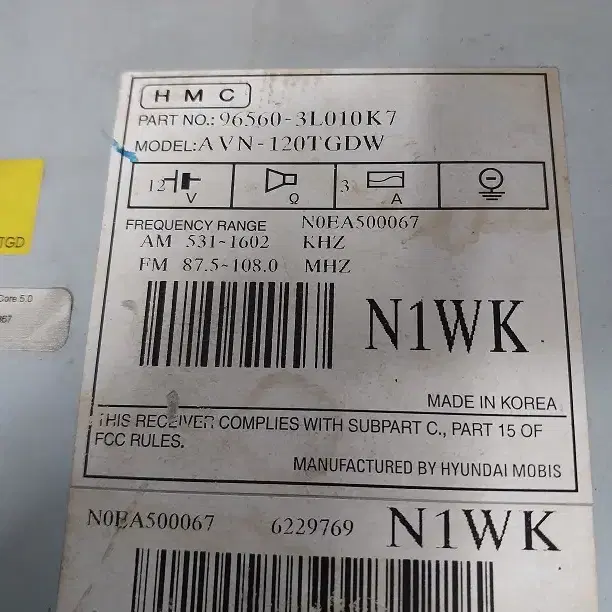 HMC
PART NO.: 96560-3L010K7
MODEL: AVN-120TGDW
12 V Ω 3 A
FREQUENCY RANGE N0EA500067
AM 531~1602 KHZ
FM 87.5~108.0 MHZ
N1WK
TGD
Core 5.0
MADE IN KOREA
THIS RECEIVER COMPLIES WITH SUBPART C., PART 15 OF
FCC RULES.
MANUFACTURED BY HYUNDAI MOBIS
N0EA500067 6229769 N1WK